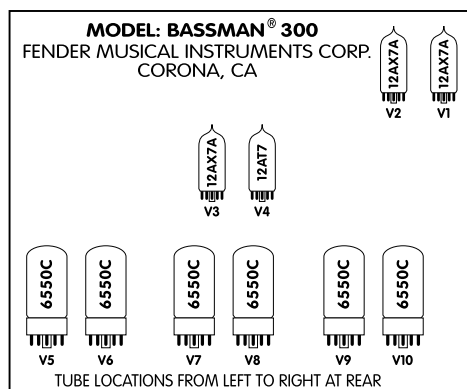 MODEL: BASSMAN® 300
FENDER MUSICAL INSTRUMENTS CORP.
CORONA, CA
12AX7A 12AX7A
V2 V1
12AX7A 12AT7
V3 V4
6550C 6550C 6550C 6550C 6550C 6550C
V5 V6 V7 V8 V9 V10
TUBE LOCATIONS FROM LEFT TO RIGHT AT REAR